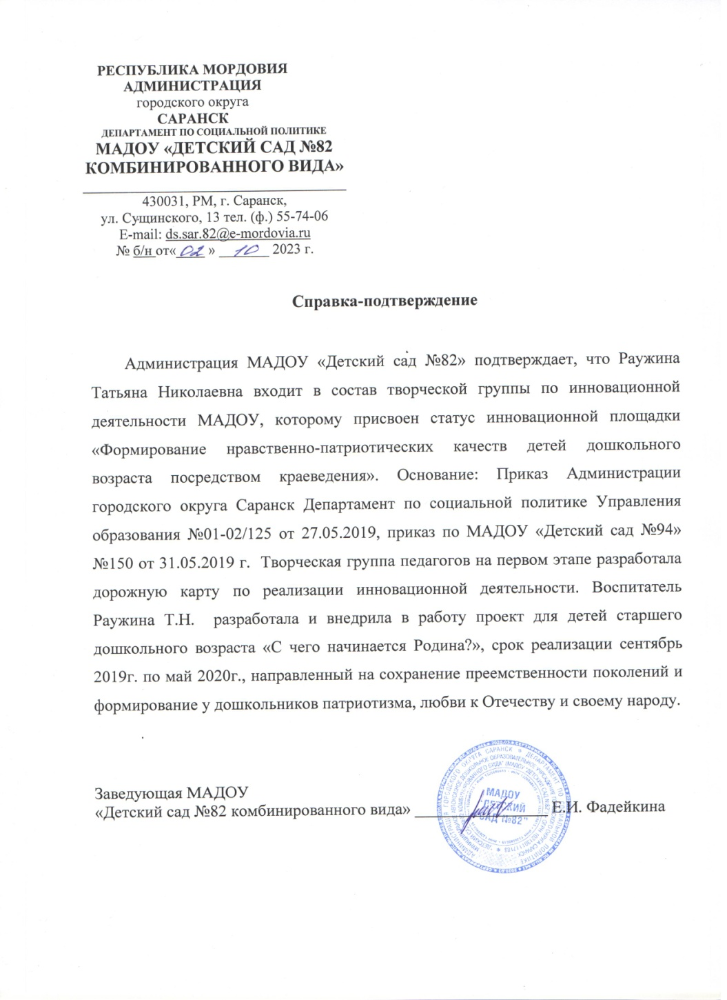 РЕСПУБЛИКА МОРДОВИЯ
АДМИНИСТРАЦИЯ
городского округа
САРАНСК
ДЕПАРТАМЕНТ ПО СОЦИАЛЬНОЙ ПОЛИТИКЕ
МАДОУ «ДЕТСКИЙ САД №82
КОМБИНИРОВАННОГО ВИДА»
430031, РМ, г. Саранск,
ул. Сущинского, 13 тел. (ф.) 55-74-06
E-mail: ds.sar.82@e-mordovia.ru
№ б/н от« 02 » 10 2023 г.
Справка-подтверждение
Администрация МАДОУ «Детский сад №82» подтверждает, что Раужина
Татьяна Николаевна входит в состав творческой группы по инновационной
деятельности МАДОУ, которому присвоен статус инновационной площадки
«Формирование нравственно-патриотических качеств детей дошкольного
возраста посредством краеведения». Основание: Приказ Администрации
городского округа Саранск Департамент по социальной политике Управления
образования №01-02/125 от 27.05.2019, приказ по МАДОУ «Детский сад №94»
№150 от 31.05.2019 г. Творческая группа педагогов на первом этапе разработала
дорожную карту по реализации инновационной деятельности. Воспитатель
Раужина Т.Н. разработала и внедрила в работу проект для детей старшего
дошкольного возраста «С чего начинается Родина?», срок реализации сентябрь
2019г. по май 2020г., направленный на сохранение преемственности поколений и
формирование у дошкольников патриотизма, любви к Отечеству и своему народу.
Заведующая МАДОУ
«Детский сад №82 комбинированного вида» Е.И. Фадейкина
МАДОУ
"ДЕТСКИЙ
САД №82"